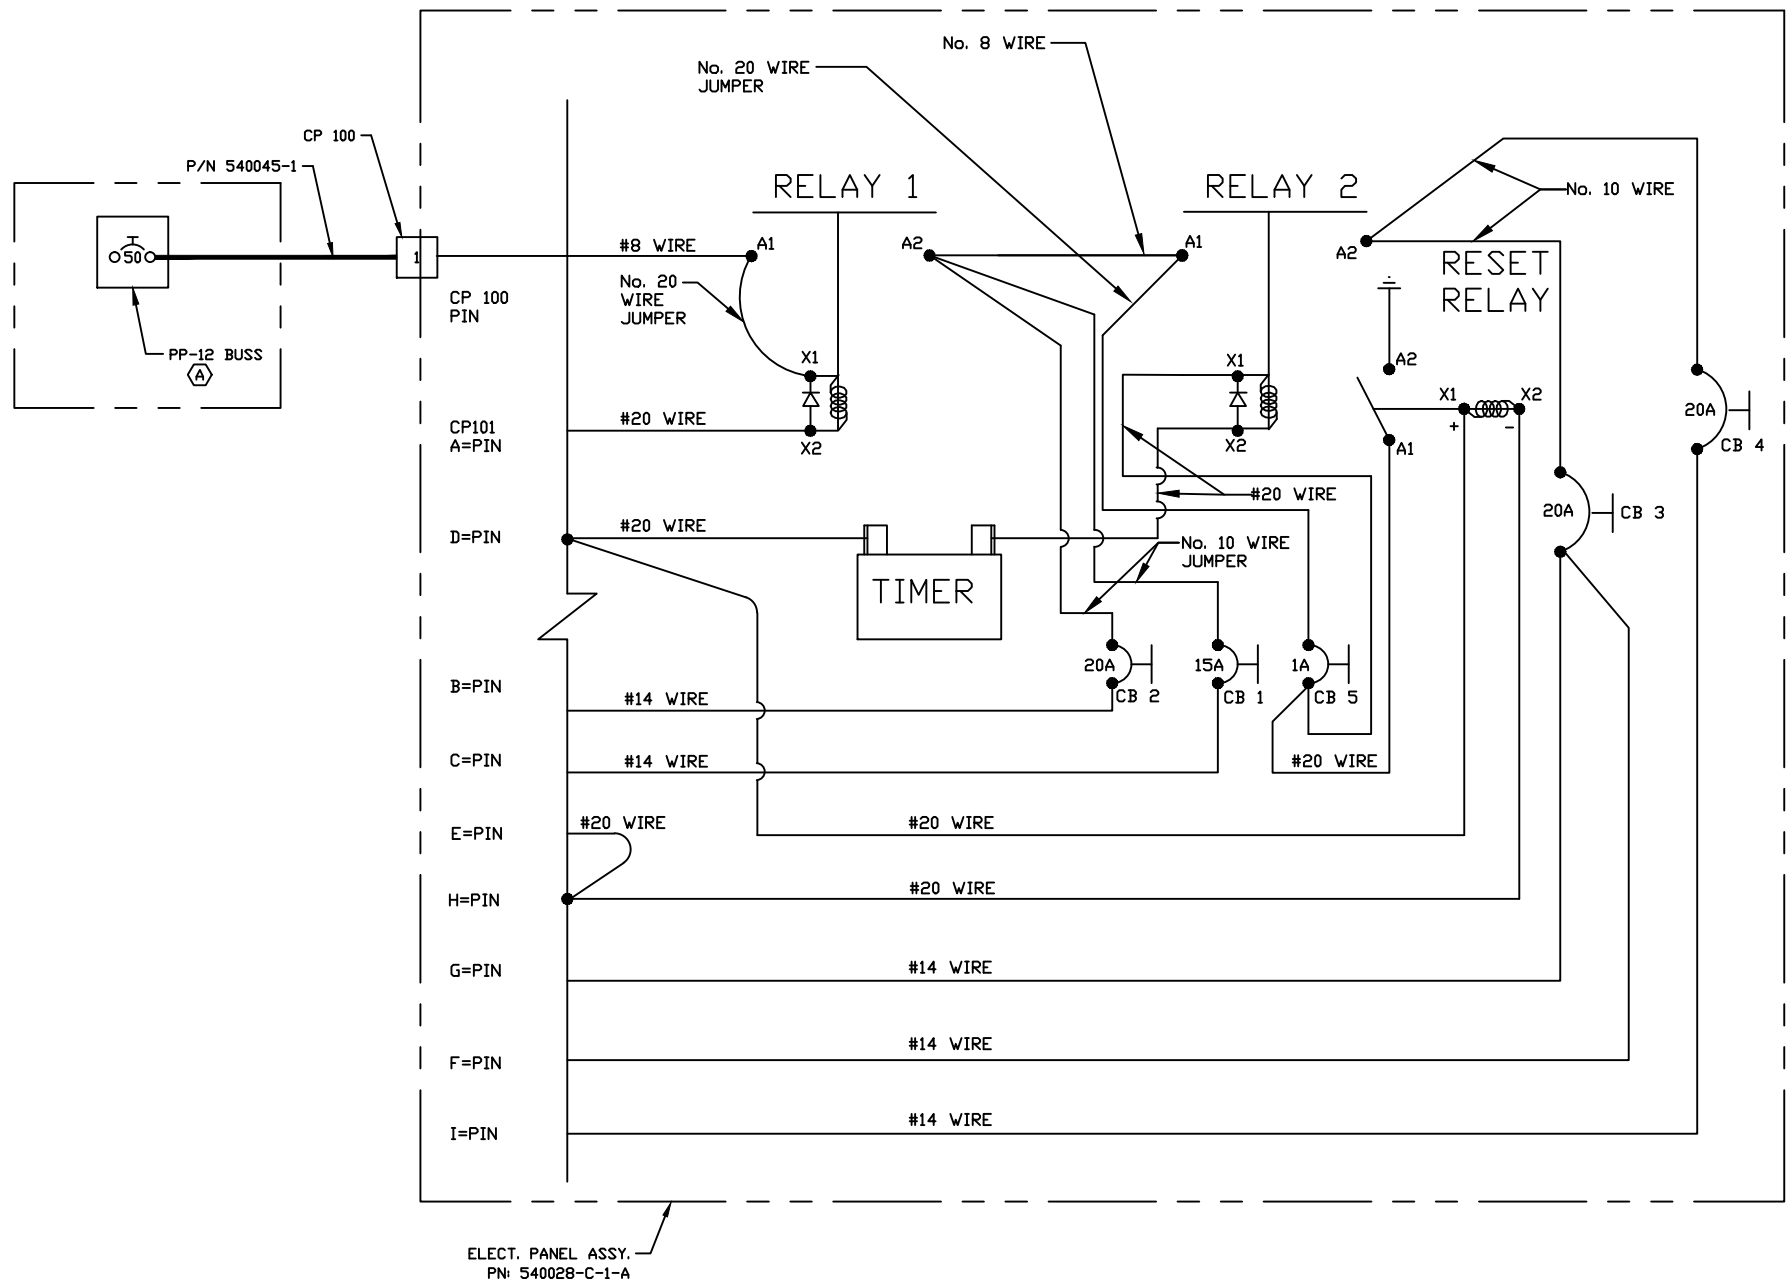 No. 8 WIRE
No. 20 WIRE
JUMPER
CP 100
P/N 540045-1
RELAY 1
RELAY 2
No. 10 WIRE
50
1
#8 WIRE
A1
A2
A1
A2
RESET
RELAY
CP 100
PIN
No. 20
WIRE
JUMPER
PP-12 BUSS
A
X1
X1
A2
X1
X2
+
-
20A
CB 4
CP101
A=PIN
#20 WIRE
X2
X2
A1
#20 WIRE
20A
CB 3
D=PIN
#20 WIRE
No. 10 WIRE
JUMPER
TIMER
20A
CB 2
15A
CB 1
1A
CB 5
B=PIN
#14 WIRE
C=PIN
#14 WIRE
#20 WIRE
E=PIN
#20 WIRE
#20 WIRE
H=PIN
#20 WIRE
G=PIN
#14 WIRE
F=PIN
#14 WIRE
I=PIN
#14 WIRE
ELECT. PANEL ASSY.
PN: 540028-C-1-A